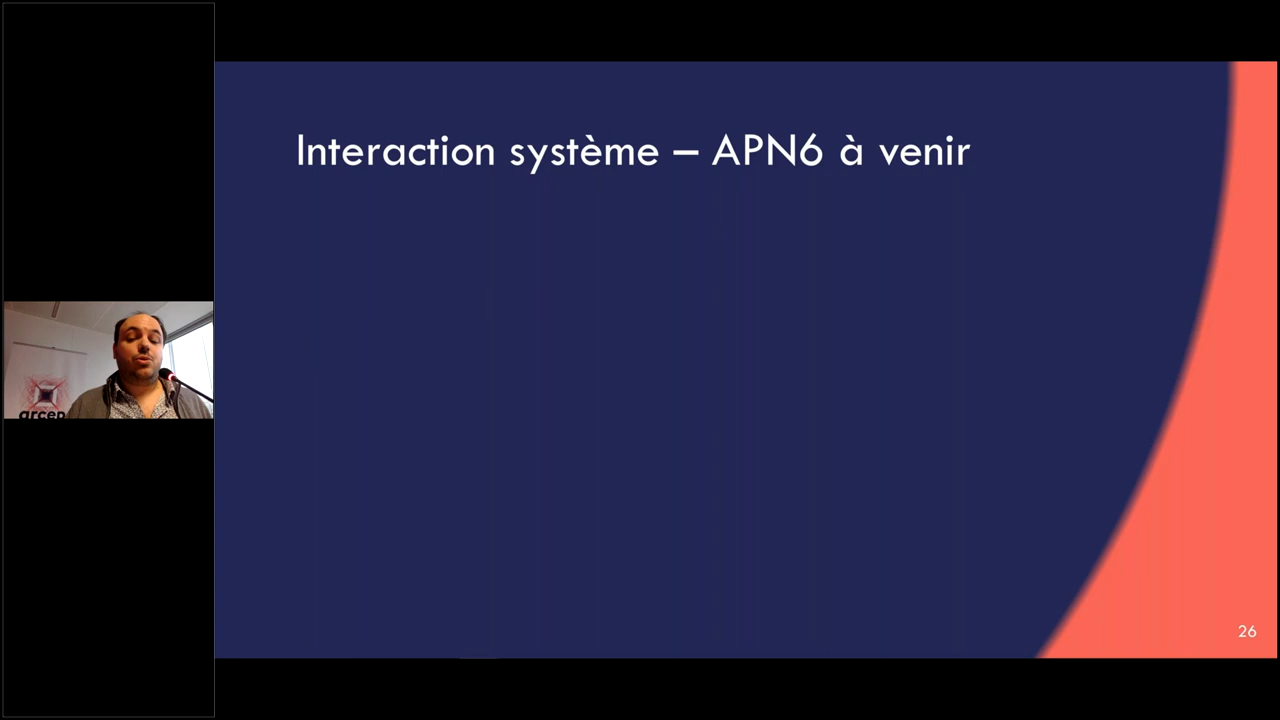 Interaction système – APN6 à venir
arcep
26